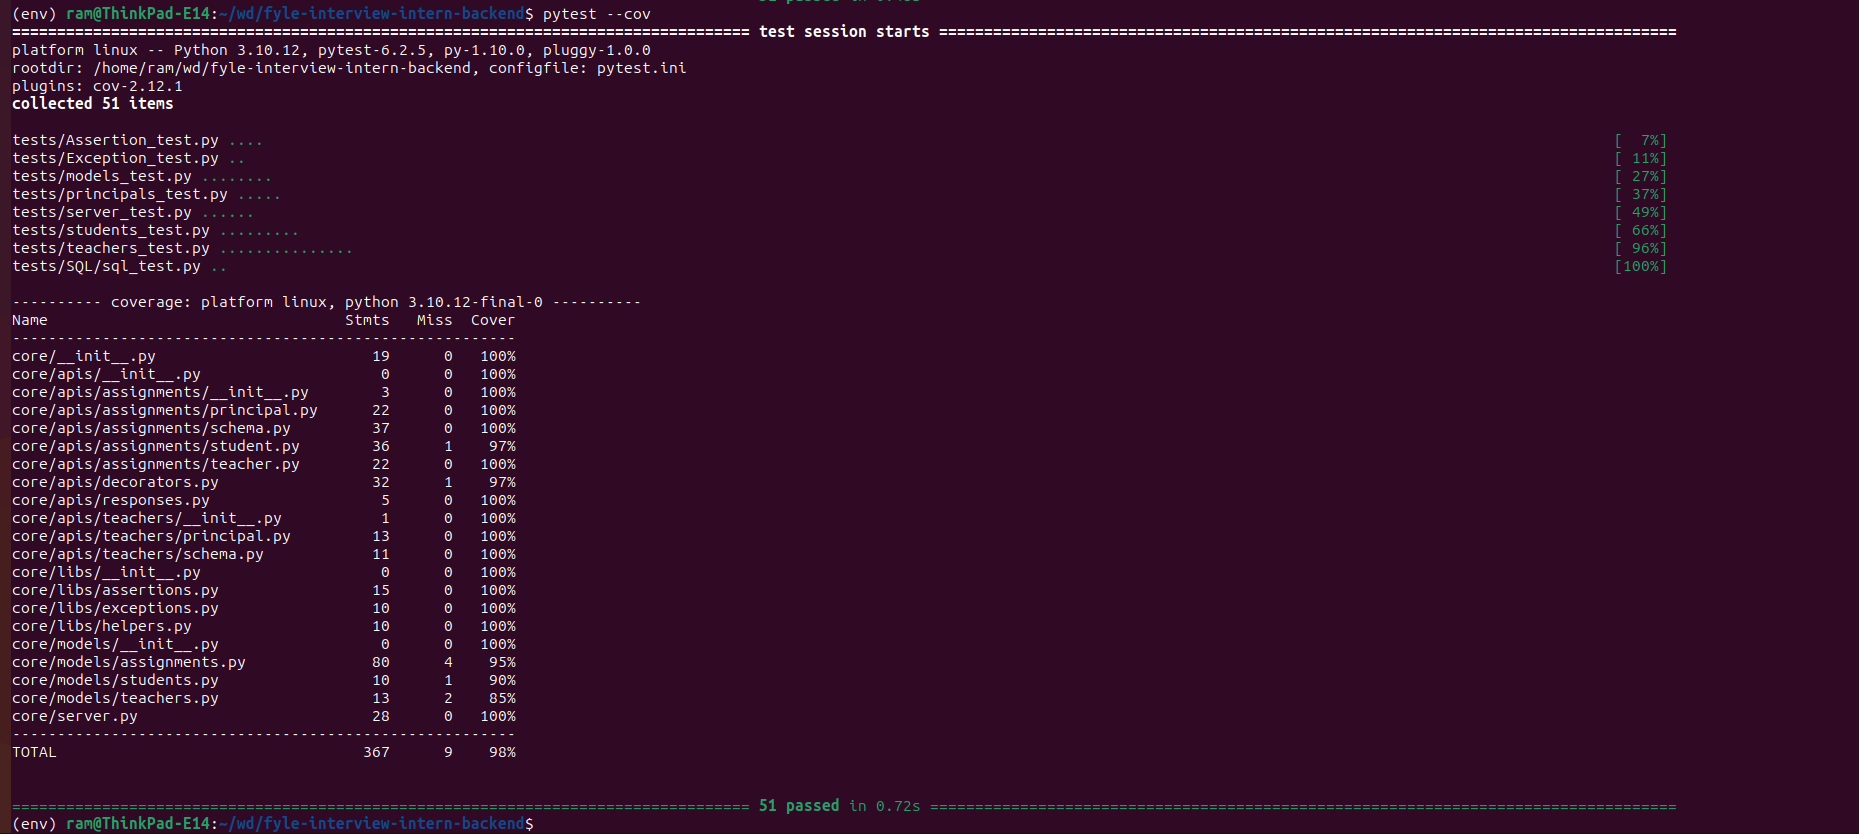 51 passed in 0.48s
(env) ram@ThinkPad-E14:~/wd/fyle-interview-intern-backend$ pytest --cov
================================================================================== test session starts ==================================================================================
platform linux -- Python 3.10.12, pytest-6.2.5, py-1.10.0, pluggy-1.0.0
rootdir: /home/ram/wd/fyle-interview-intern-backend, configfile: pytest.ini
plugins: cov-2.12.1
collected 51 items
tests/Assertion_test.py .... [  7%]
tests/Exception_test.py .. [ 11%]
tests/models_test.py ........ [ 27%]
tests/principals_test.py ..... [ 37%]
tests/server_test.py ...... [ 49%]
tests/students_test.py ......... [ 66%]
tests/teachers_test.py ............... [ 96%]
tests/SQL/sql_test.py .. [100%]
---------- coverage: platform linux, python 3.10.12-final-0 ----------
Name                                    Stmts   Miss  Cover
--------------------------------------------------------
core/__init__.py                           19      0   100%
core/apis/__init__.py                       0      0   100%
core/apis/assignments/__init__.py           3      0   100%
core/apis/assignments/principal.py         22      0   100%
core/apis/assignments/schema.py            37      0   100%
core/apis/assignments/student.py           36      1    97%
core/apis/assignments/teacher.py           22      0   100%
core/apis/decorators.py                    32      1    97%
core/apis/responses.py                      5      0   100%
core/apis/teachers/__init__.py              1      0   100%
core/apis/teachers/principal.py            13      0   100%
core/apis/teachers/schema.py               11      0   100%
core/libs/__init__.py                       0      0   100%
core/libs/assertions.py                    15      0   100%
core/libs/exceptions.py                    10      0   100%
core/libs/helpers.py                       10      0   100%
core/models/__init__.py                     0      0   100%
core/models/assignments.py                 80      4    95%
core/models/students.py                    10      1    90%
core/models/teachers.py                    13      2    85%
core/server.py                             28      0   100%
--------------------------------------------------------
TOTAL                                     367      9    98%
================================================================================== 51 passed in 0.72s ===================================================================================
(env) ram@ThinkPad-E14:~/wd/fyle-interview-intern-backend$